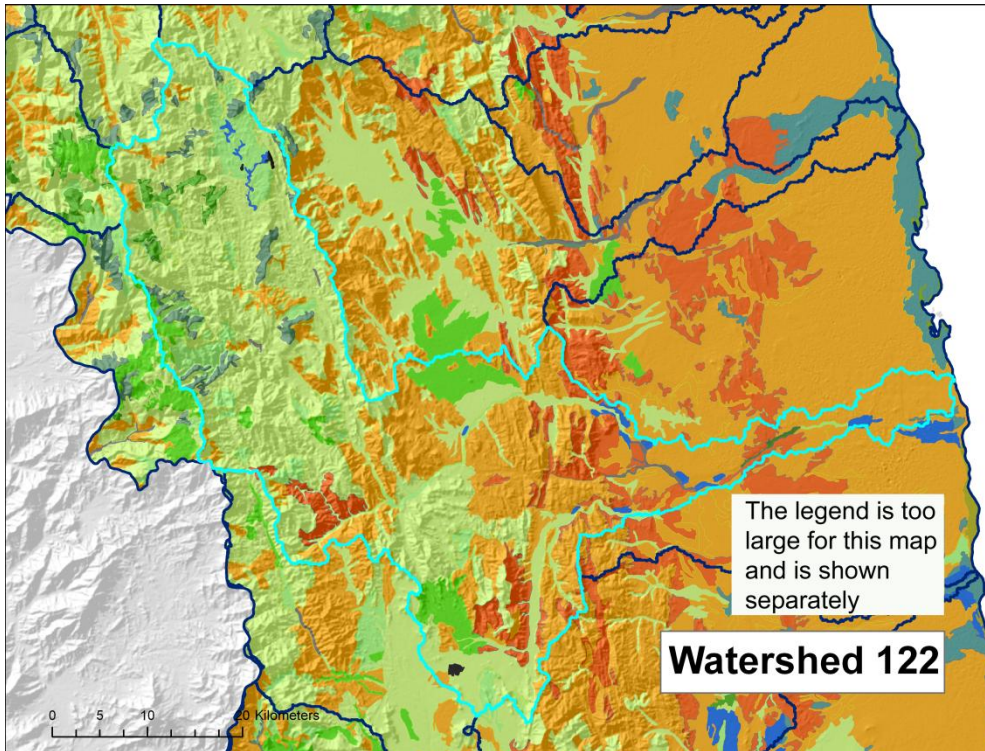 The legend is too
large for this map
and is shown
separately
Watershed 122
0 5 10 20 Kilometers